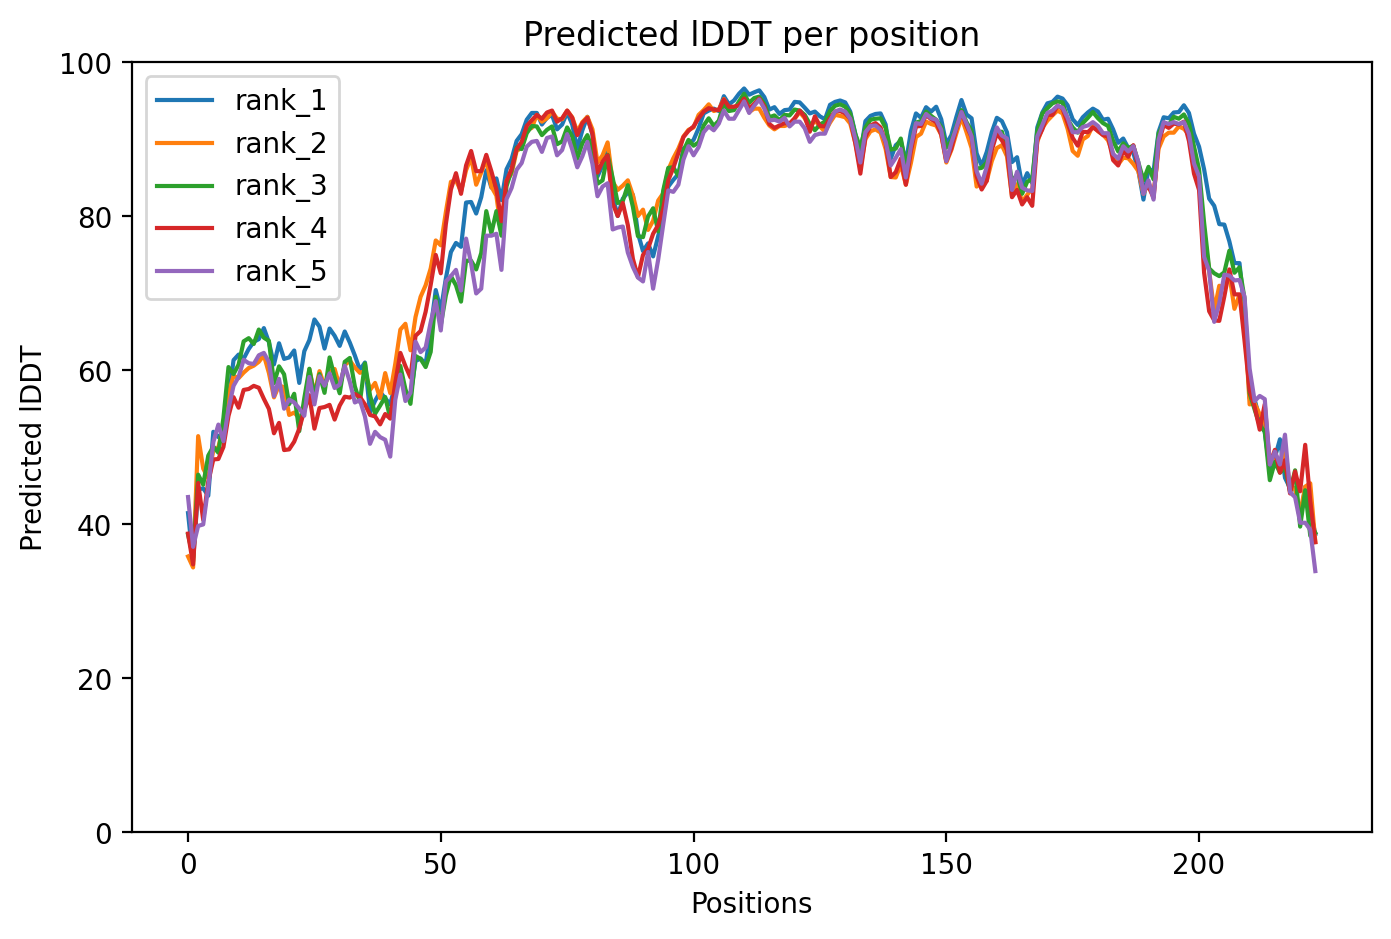 Predicted lDDT per position
100
80
60
40
20
0
Predicted lDDT
rank_1
rank_2
rank_3
rank_4
rank_5
0 50 100 150 200
Positions